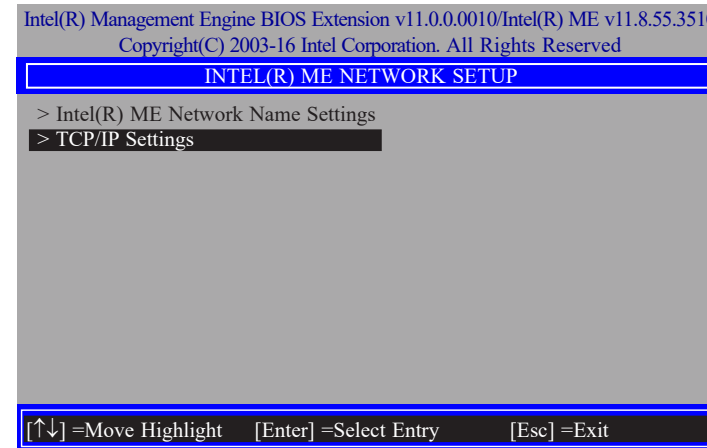 Intel(R) Management Engine BIOS Extension v11.0.0.0010/Intel(R) ME v11.8.55.351
Copyright(C) 2003-16 Intel Corporation. All Rights Reserved
INTEL(R) ME NETWORK SETUP
> Intel(R) ME Network Name Settings
> TCP/IP Settings
[↑↓] =Move Highlight [Enter] =Select Entry [Esc] =Exit